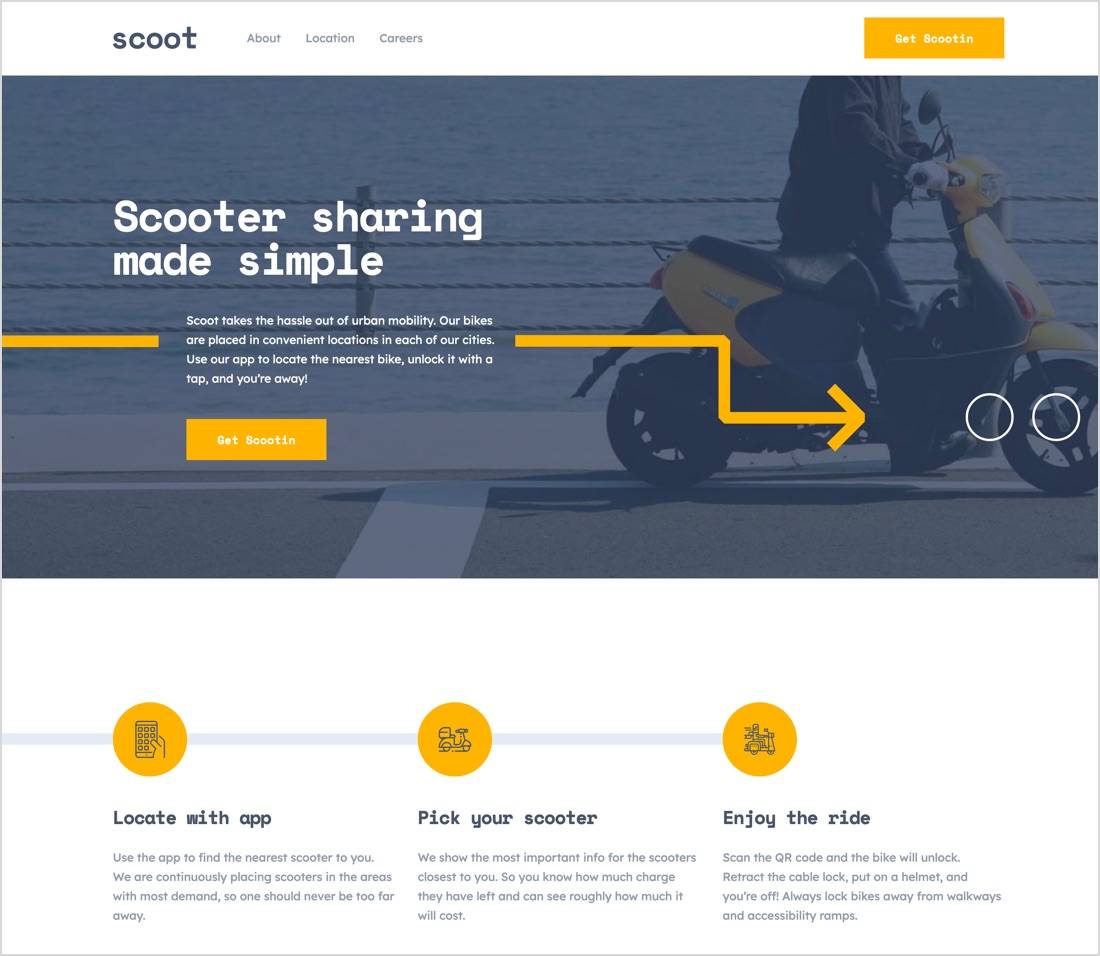 scoot
About Location Careers
Get Scootin
Scooter sharing
made simple
Scoot takes the hassle out of urban mobility. Our bikes
are placed in convenient locations in each of our cities.
Use our app to locate the nearest bike, unlock it with a
tap, and you’re away!
Get Scootin
Locate with app
Use the app to find the nearest scooter to you.
We are continuously placing scooters in the areas
with most demand, so one should never be too far
away.
Pick your scooter
We show the most important info for the scooters
closest to you. So you know how much charge
they have left and can see roughly how much it
will cost.
Enjoy the ride
Scan the QR code and the bike will unlock.
Retract the cable lock, put on a helmet, and
you’re off! Always lock bikes away from walkways
and accessibility ramps.